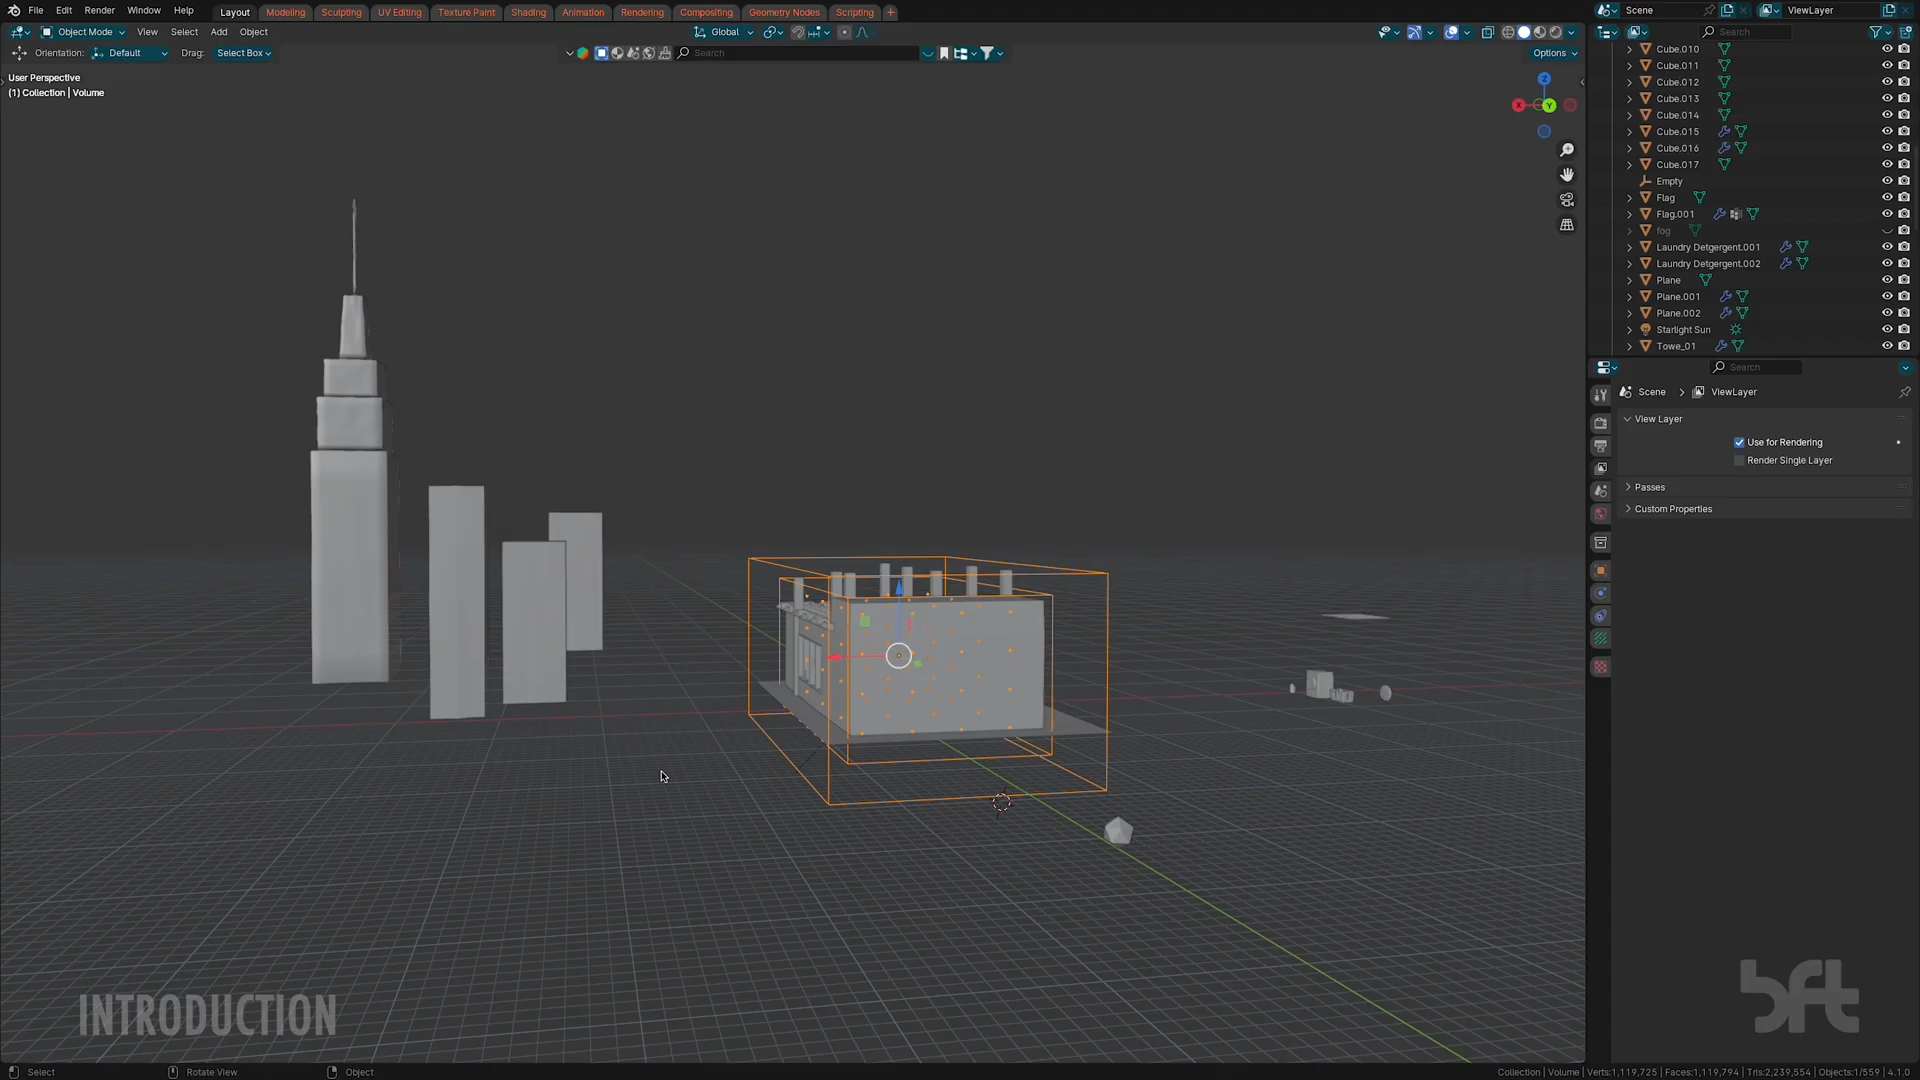 File Edit Render Window Help Layout Modeling Sculpting UV Editing Texture Paint Shading Animation Rendering Compositing Geometry Nodes Scripting + Scene ViewLayer
Object Mode View Select Add Object Global Search
Orientation: Default Drag: Select Box Search Options
User Perspective
(1) Collection | Volume
Z
X Y
Cube.010
Cube.011
Cube.012
Cube.013
Cube.014
Cube.015
Cube.016
Cube.017
Empty
Flag
Flag.001
fog
Laundry Detgergent.001
Laundry Detgergent.002
Plane
Plane.001
Plane.002
Starlight Sun
Towe_01
Search
Scene > ViewLayer
View Layer
Use for Rendering
Render Single Layer
Passes
Custom Properties
INTRODUCTION
bft
Select Rotate View Object Collection | Volume Verts:1,119,725 | Faces:1,119,794 | Tris:2,239,554 | Objects:1/559 | 4.1.0